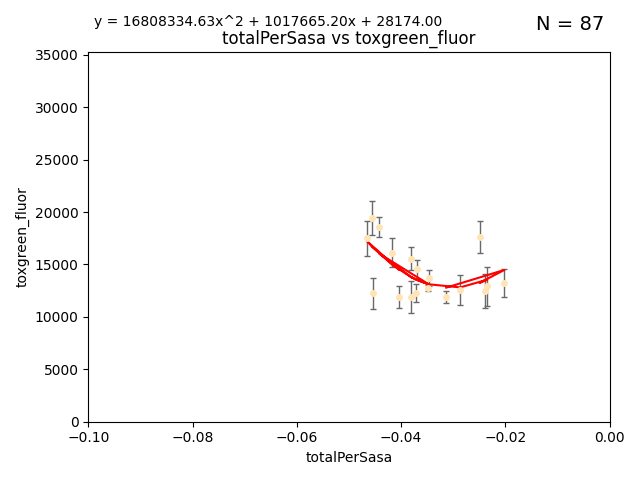 y = 16808334.63x^2 + 1017665.20x + 28174.00
N = 87
totalPerSasa vs toxgreen_fluor
35000
30000
25000
20000
15000
10000
5000
0
toxgreen_fluor
−0.10
−0.08
−0.06
−0.04
−0.02
0.00
totalPerSasa